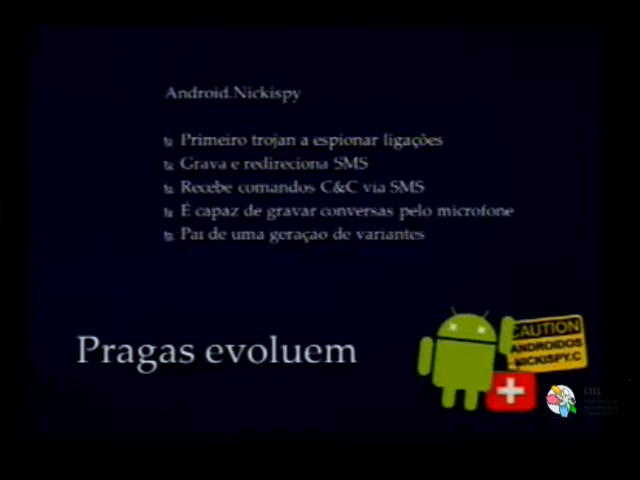 Android.Nickispy
Primeiro trojan a espionar ligações
Grava e redireciona SMS
Recebe comandos C&C via SMS
É capaz de gravar conversas pelo microfone
Pai de uma geração de variantes
Pragas evoluem
CAUTION
ANDROIDOS
NICKISPY.C